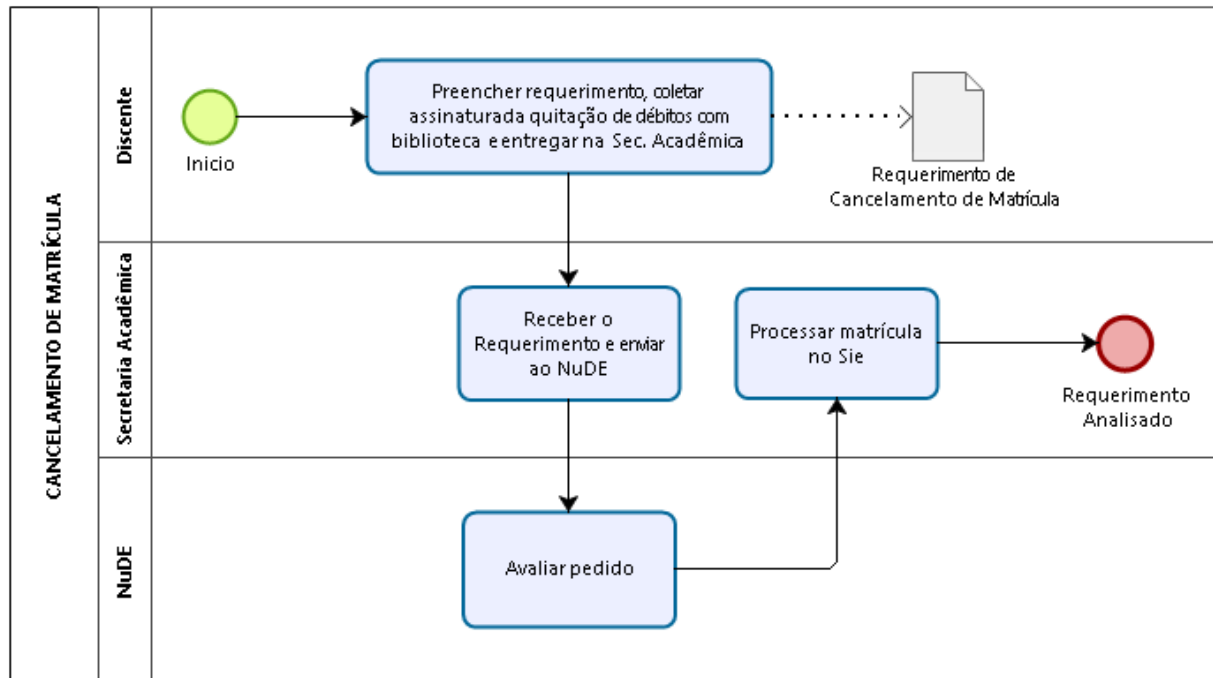 CANCELAMENTO DE MATRÍCULA
Discente
Inicio
Preencher requerimento, coletar
assinaturada quitação de débitos com
biblioteca e entregar na Sec. Acadêmica
Requerimento de
Cancelamento de Matrícula
Secretaria Acadêmica
Receber o
Requerimento e enviar
ao NuDE
Processar matrícula
no Sie
Requerimento
Analisado
NuDE
Avaliar pedido